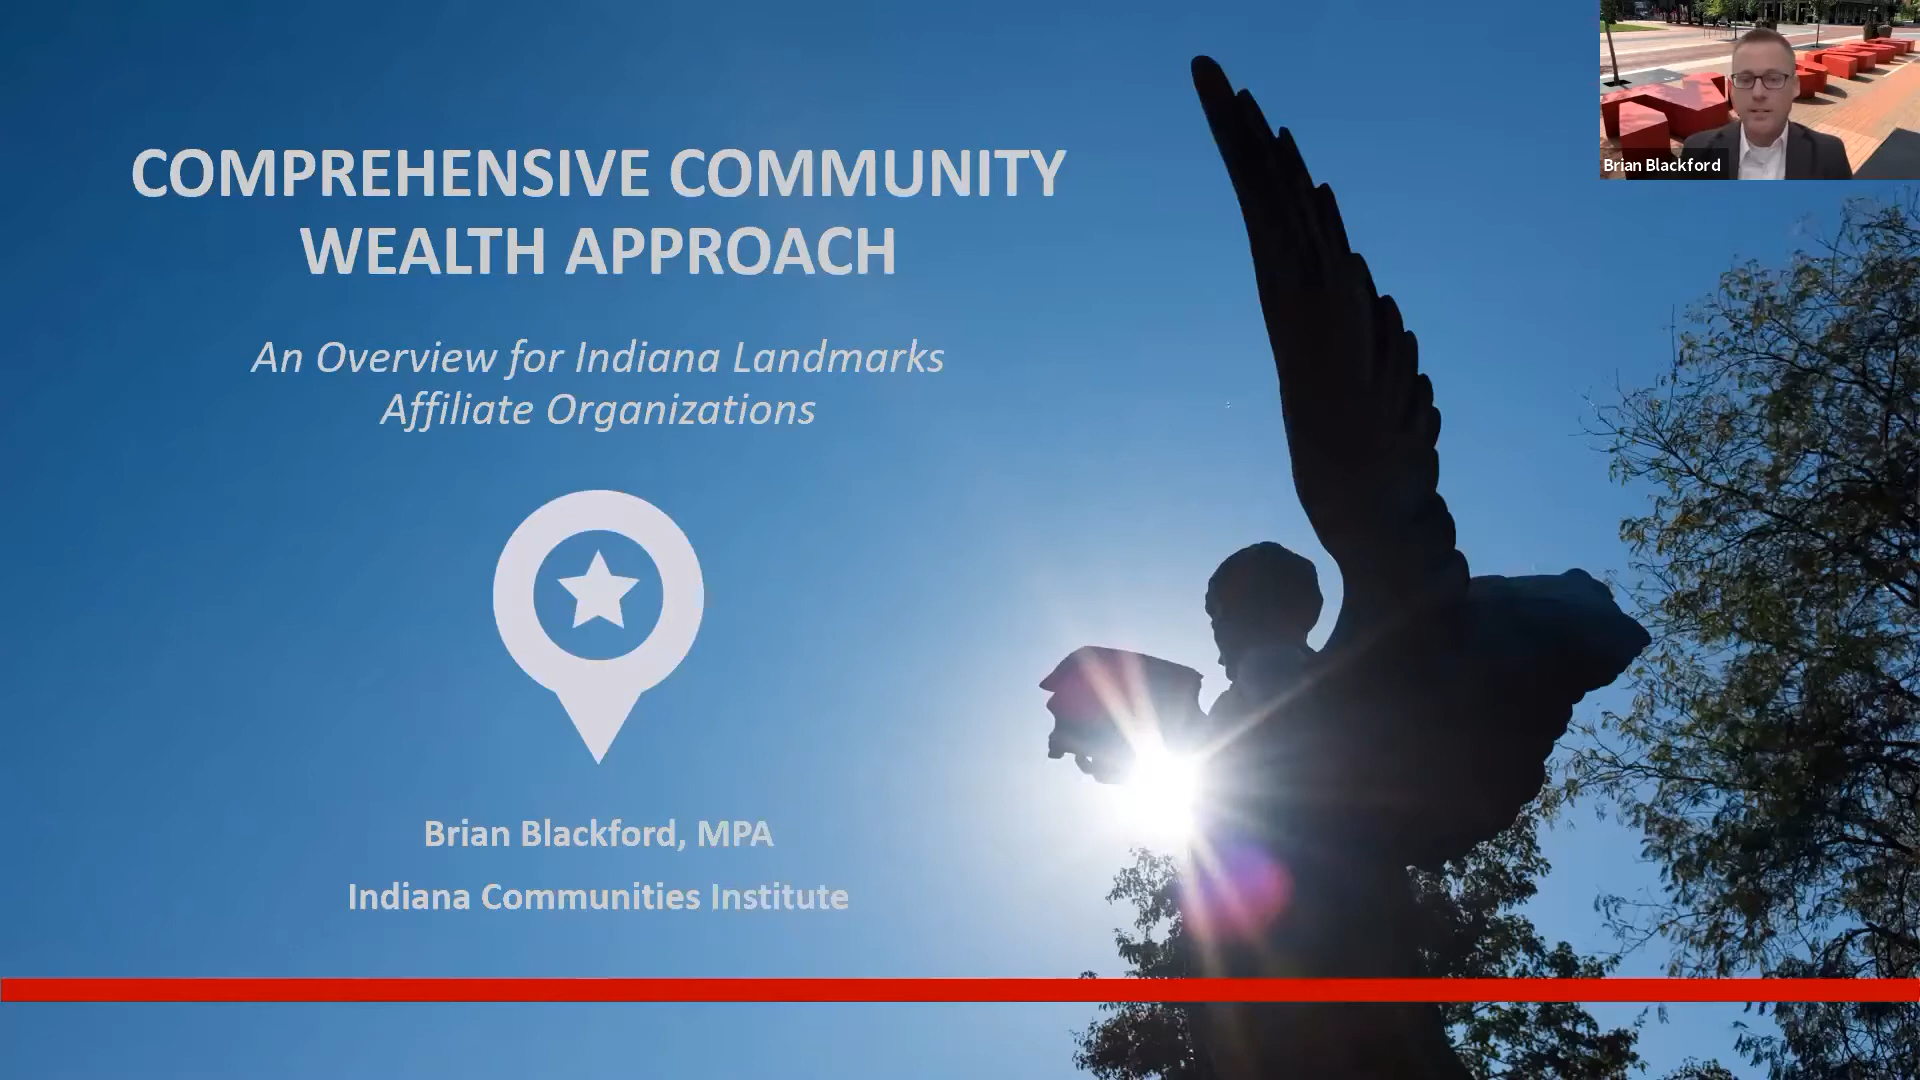 COMPREHENSIVE COMMUNITY
WEALTH APPROACH
An Overview for Indiana Landmarks
Affiliate Organizations
Brian Blackford, MPA
Indiana Communities Institute
Brian Blackford